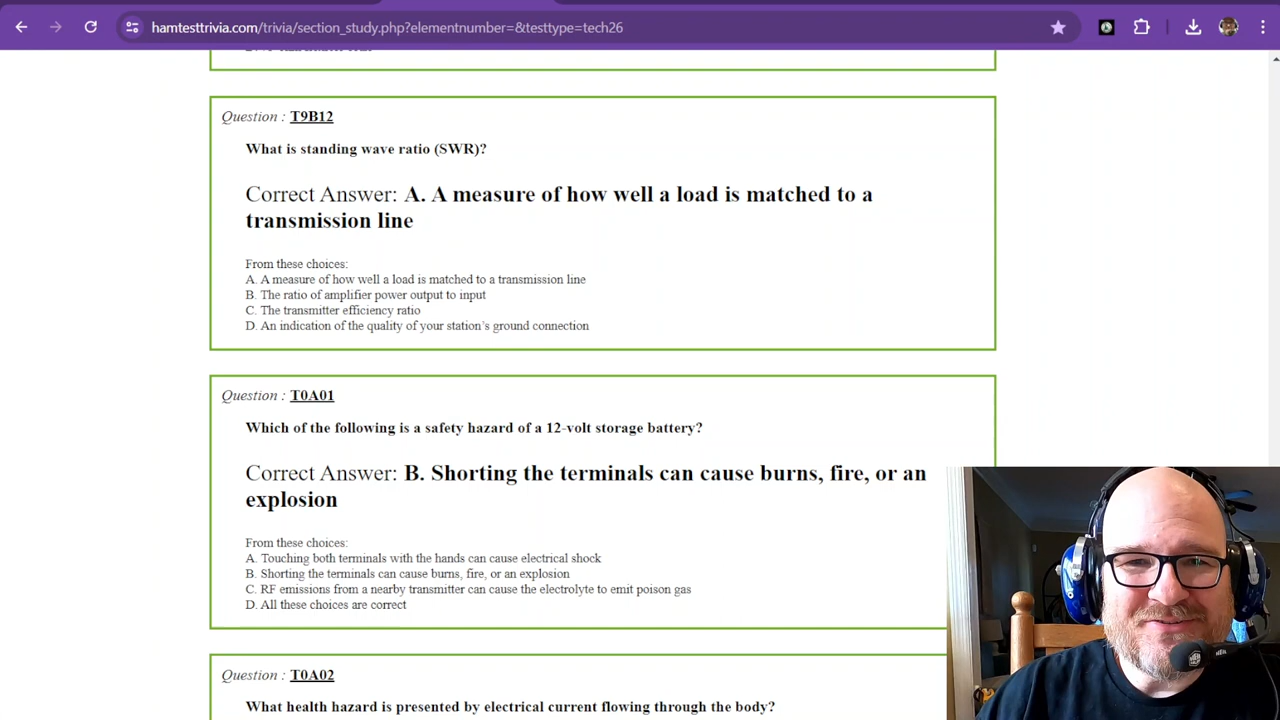 hamtesttrivia.com/trivia/section_study.php?elementnumber=&testtype=tech26
Question : T9B12
What is standing wave ratio (SWR)?
Correct Answer: A. A measure of how well a load is matched to a
transmission line
From these choices:
A. A measure of how well a load is matched to a transmission line
B. The ratio of amplifier power output to input
C. The transmitter efficiency ratio
D. An indication of the quality of your station’s ground connection
Question : T0A01
Which of the following is a safety hazard of a 12-volt storage battery?
Correct Answer: B. Shorting the terminals can cause burns, fire, or an
explosion
From these choices:
A. Touching both terminals with the hands can cause electrical shock
B. Shorting the terminals can cause burns, fire, or an explosion
C. RF emissions from a nearby transmitter can cause the electrolyte to emit poison gas
D. All these choices are correct
Question : T0A02
What health hazard is presented by electrical current flowing through the body?